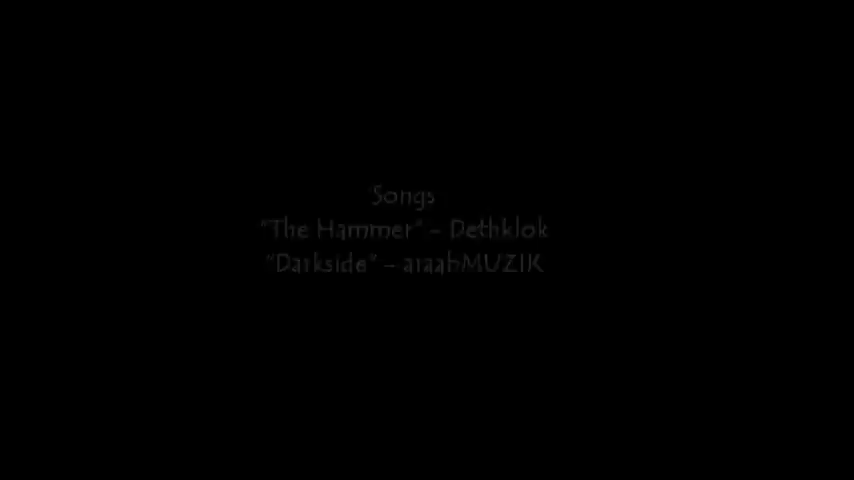 Songs
“The Hammer” - Dethklok
“Darkside” - araabMUZIK